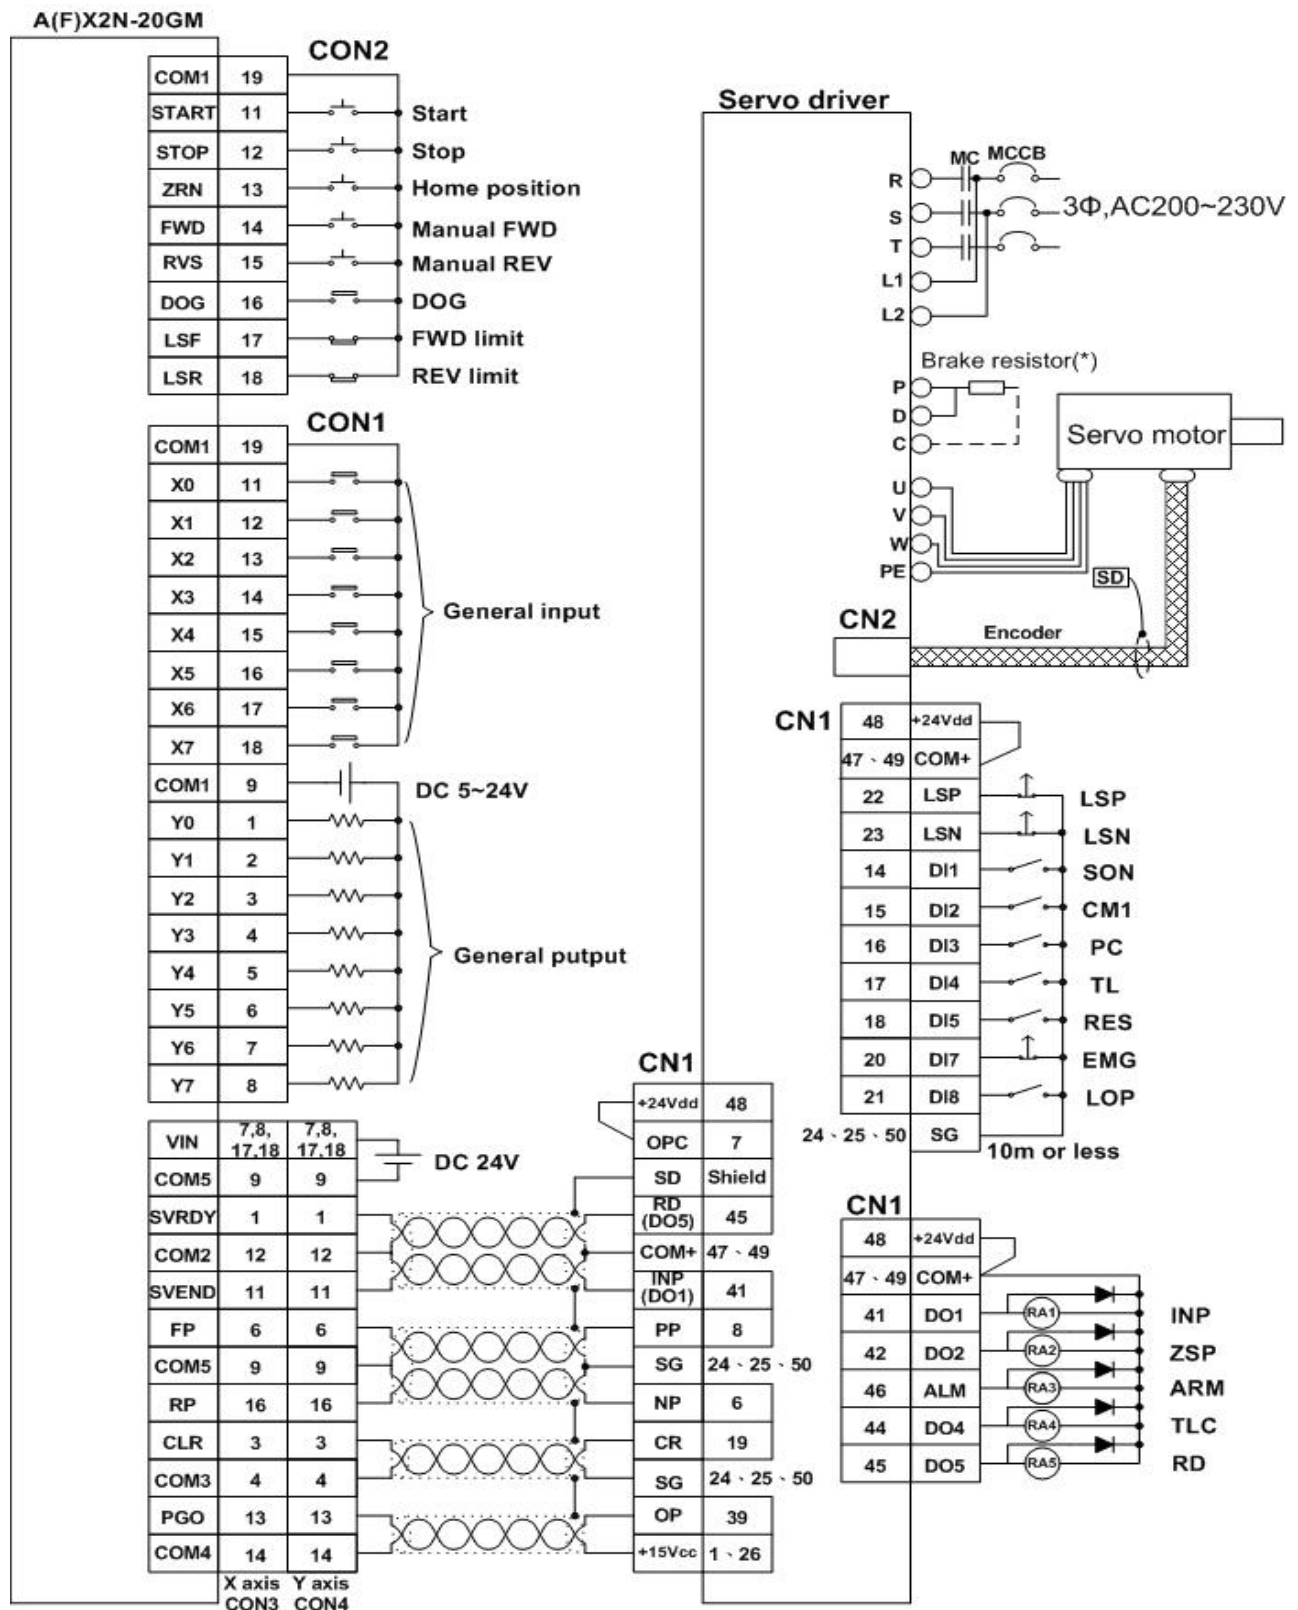 A(F)X2N-20GM
CON2
COM1 19
START 11 Start
STOP 12 Stop
ZRN 13 Home position
FWD 14 Manual FWD
RVS 15 Manual REV
DOG 16 DOG
LSF 17 FWD limit
LSR 18 REV limit
CON1
COM1 19
X0 11
X1 12
X2 13
X3 14
General input
X4 15
X5 16
X6 17
X7 18
COM1 9 DC 5~24V
Y0 1
Y1 2
Y2 3
Y3 4
General putput
Y4 5
Y5 6
Y6 7
Y7 8
VIN 7,8, 7,8,
17,18 17,18
DC 24V
COM5 9 9
SVRDY 1 1
COM2 12 12
SVEND 11 11
FP 6 6
COM5 9 9
RP 16 16
CLR 3 3
COM3 4 4
PGO 13 13
COM4 14 14
X axis Y axis
CON3 CON4
CN1
+24Vdd 48
OPC 7
SD Shield
RD
(DO5) 45
COM+ 47、49
INP
(DO1) 41
PP 8
SG 24、25、50
NP 6
CR 19
SG 24、25、50
OP 39
+15Vcc 1、26
Servo driver
MC MCCB
R
S 3Φ,AC200~230V
T
L1
L2
Brake resistor(*)
P
D
C
Servo motor
U
V
W
PE
SD
CN2
Encoder
CN1
48 +24Vdd
47、49 COM+
22 LSP LSP
23 LSN LSN
14 DI1 SON
15 DI2 CM1
16 DI3 PC
17 DI4 TL
18 DI5 RES
20 DI7 EMG
21 DI8 LOP
24、25、50 SG
10m or less
CN1
48 +24Vdd
47、49 COM+
41 DO1 RA1 INP
42 DO2 RA2 ZSP
46 ALM RA3 ARM
44 DO4 RA4 TLC
45 DO5 RA5 RD